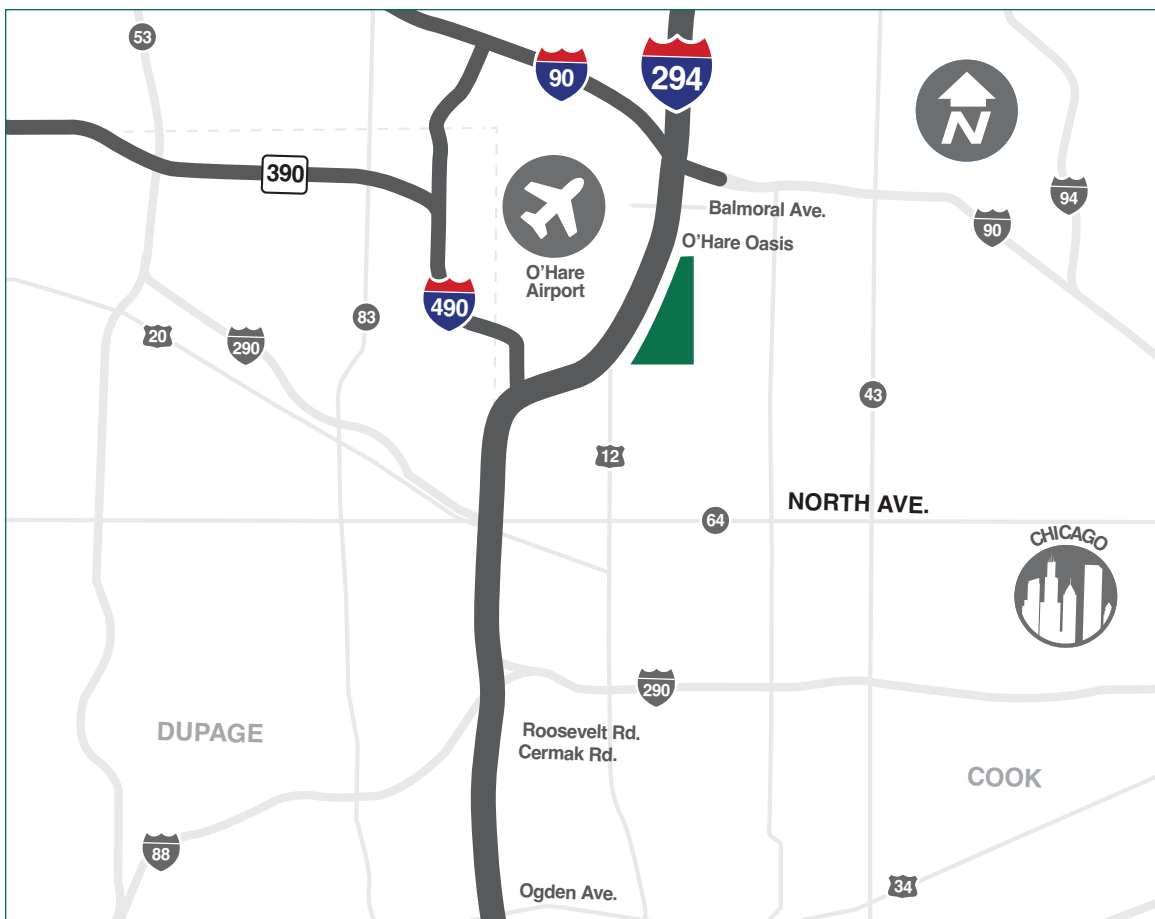 53
90
294
N
390
94
Balmoral Ave.
90
O'Hare Oasis
O'Hare
Airport
490
83
20
290
43
12
NORTH AVE.
64
CHICAGO
290
DUPAGE
Roosevelt Rd.
Cermak Rd.
COOK
88
34
Ogden Ave.